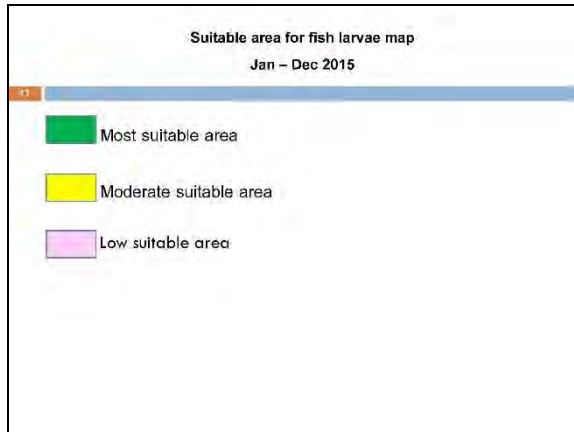 Suitable area for fish larvae map
Jan – Dec 2015
Most suitable area
Moderate suitable area
Low suitable area